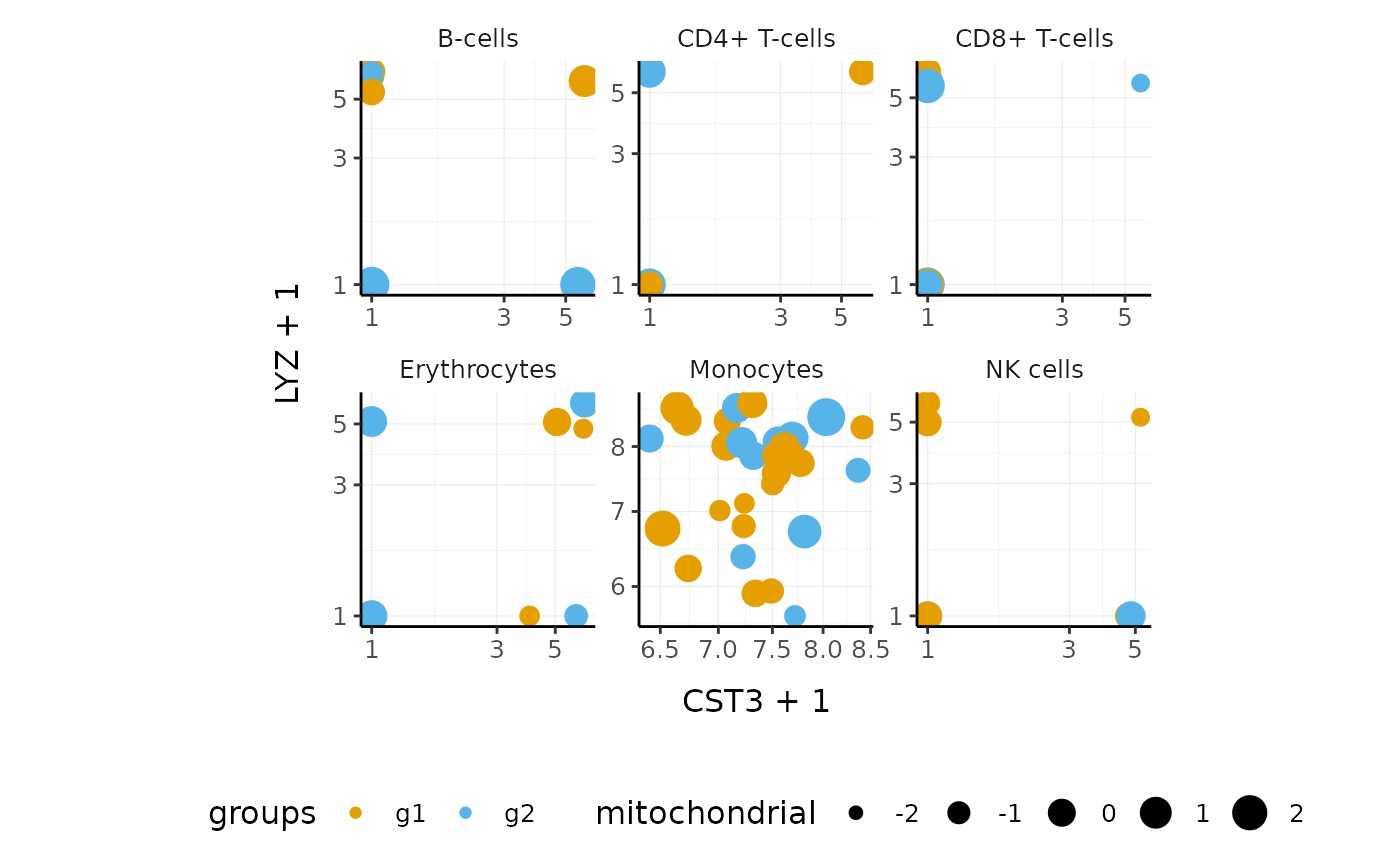 B-cells CD4+ T-cells CD8+ T-cells
5 3 1
5 3 1
5 3 1
1 3 5 1 3 5 1 3 5
LYZ + 1
Erythrocytes Monocytes NK cells
5 3 1
8 7 6
5 3 1
1 3 5 6.5 7.0 7.5 8.0 8.5 1 3 5
CST3 + 1
groups g1 g2 mitochondrial -2 -1 0 1 2